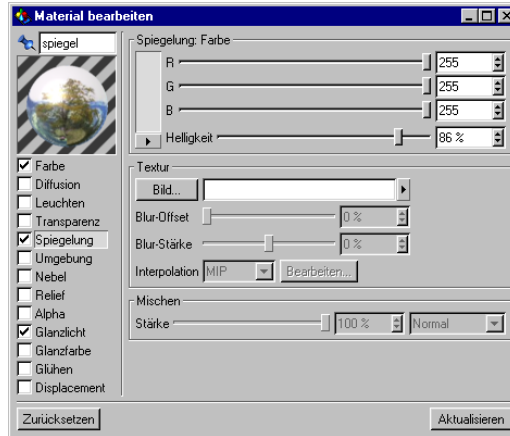 Material bearbeiten
spiegel
Spiegelung: Farbe
R 255
G 255
B 255
Helligkeit 86 %
Farbe
Diffusion
Leuchten
Transparenz
Spiegelung
Umgebung
Nebel
Relief
Alpha
Glanzlicht
Glanzfarbe
Glühen
Displacement
Textur
Bild...
Blur-Offset 0 %
Blur-Stärke 0 %
Interpolation MIP Bearbeiten...
Mischen
Stärke 100 % Normal
Zurücksetzen Aktualisieren